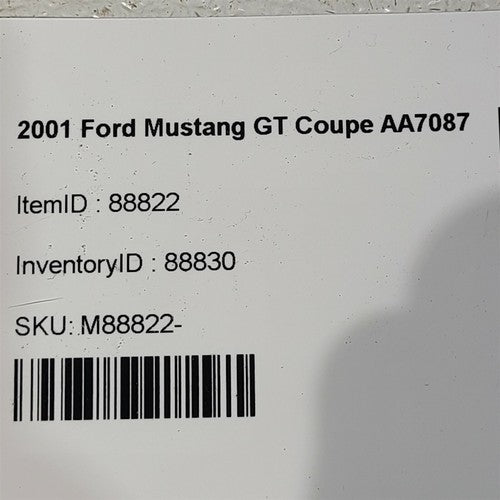 2001 Ford Mustang GT Coupe AA7087
ItemID : 88822
InventoryID : 88830
SKU: M88822-